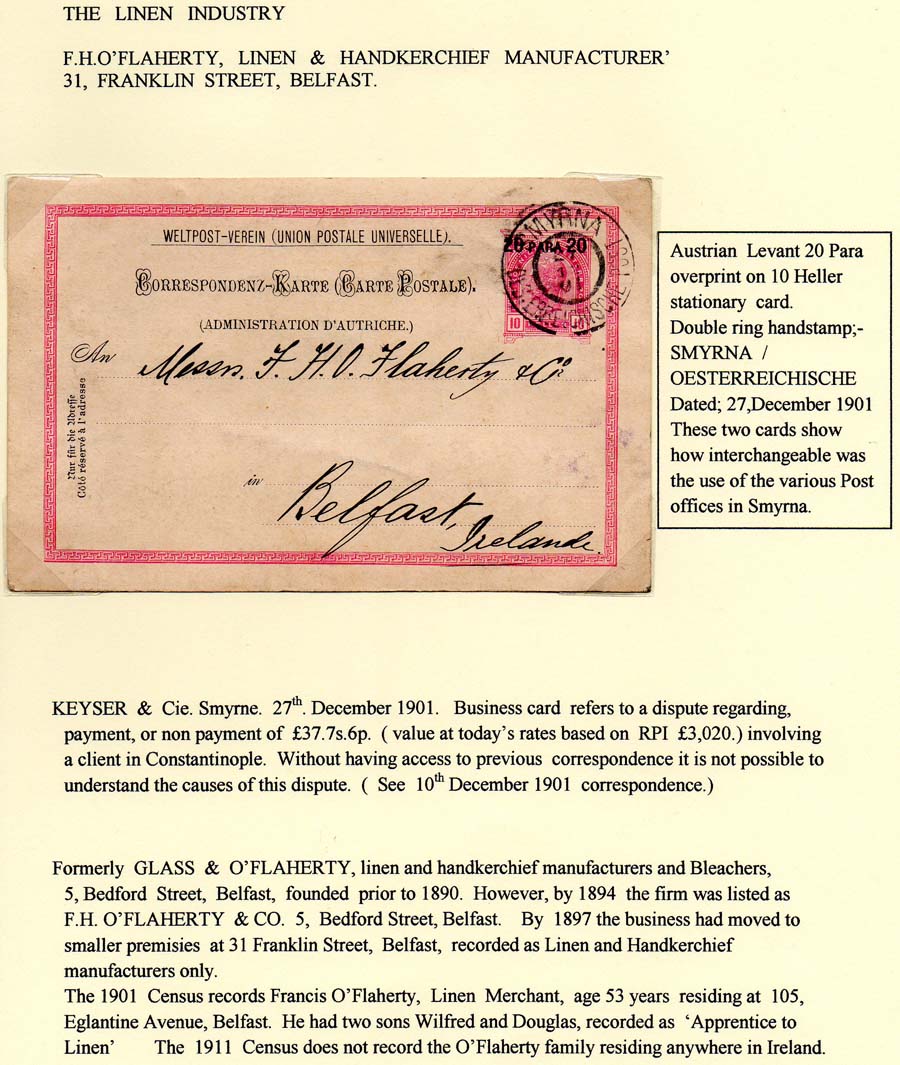 THE LINEN INDUSTRY
F.H.O'FLAHERTY, LINEN & HANDKERCHIEF MANUFACTURER'
31, FRANKLIN STREET, BELFAST.
WELTPOST-VEREIN (UNION POSTALE UNIVERSELLE).
CORRESPONDENZ-KARTE (CARTE POSTALE).
(ADMINISTRATION D'AUTRICHE.)
SMYRNA
20 PARA 20
10
An Messrs. F. H. O. Flaherty & Co
Nur für die Adresse
Côté réservé à l'adresse
in Belfast,
Irelande.
Austrian Levant 20 Para
overprint on 10 Heller
stationary card.
Double ring handstamp;-
SMYRNA /
OESTERREICHISCHE
Dated; 27,December 1901
These two cards show
how interchangeable was
the use of the various Post
offices in Smyrna.
KEYSER & Cie. Smyrne. 27th. December 1901. Business card refers to a dispute regarding,
payment, or non payment of £37.7s.6p. ( value at today's rates based on RPI £3,020.) involving
a client in Constantinople. Without having access to previous correspondence it is not possible to
understand the causes of this dispute. ( See 10th December 1901 correspondence.)
Formerly GLASS & O'FLAHERTY, linen and handkerchief manufacturers and Bleachers,
5, Bedford Street, Belfast, founded prior to 1890. However, by 1894 the firm was listed as
F.H. O'FLAHERTY & CO. 5, Bedford Street, Belfast. By 1897 the business had moved to
smaller premisies at 31 Franklin Street, Belfast, recorded as Linen and Handkerchief
manufacturers only.
The 1901 Census records Francis O'Flaherty, Linen Merchant, age 53 years residing at 105,
Eglantine Avenue, Belfast. He had two sons Wilfred and Douglas, recorded as 'Apprentice to
Linen' The 1911 Census does not record the O'Flaherty family residing anywhere in Ireland.